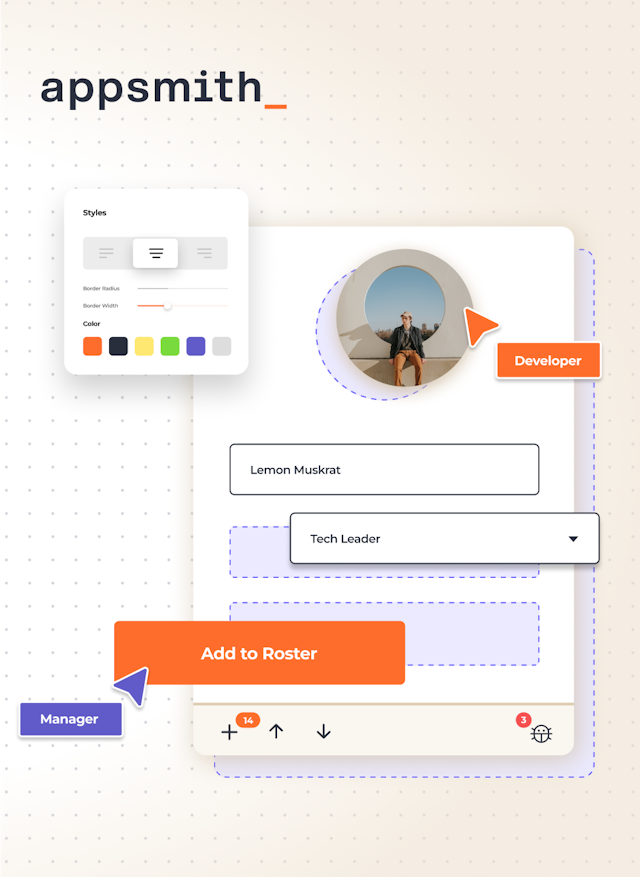 appsmith_
Styles
Border Radius
Border Width
Color
Developer
Lemon Muskrat
Tech Leader
Add to Roster
Manager
14
3